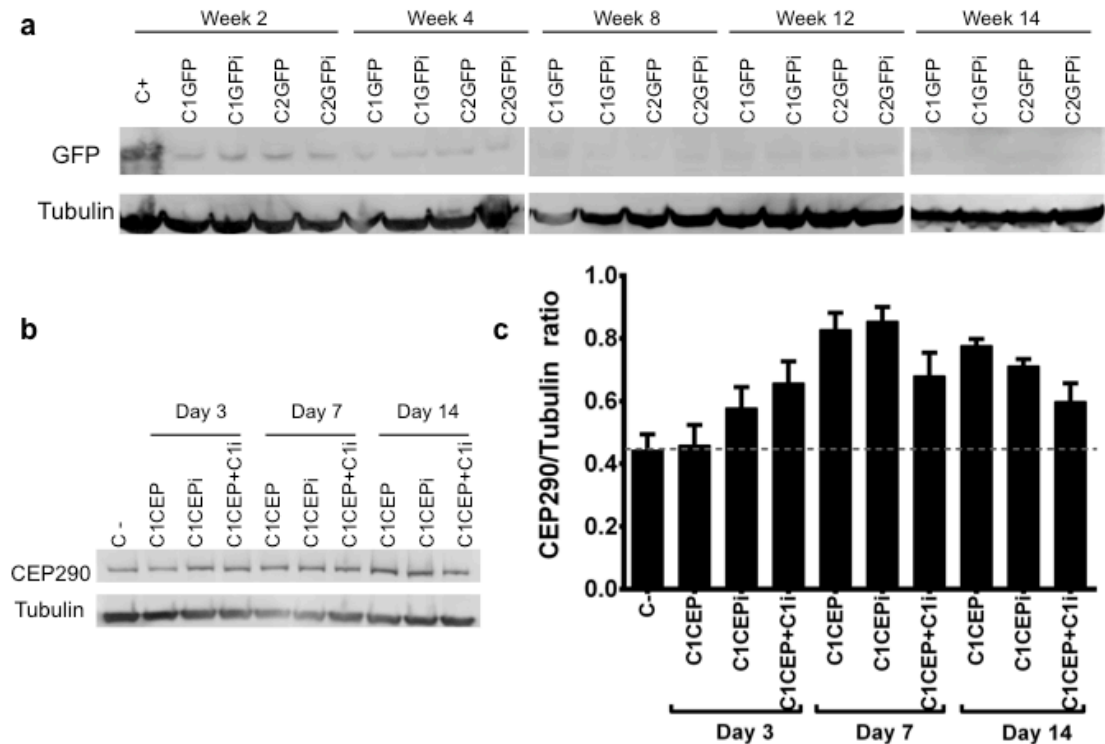 a
Week 2 Week 4 Week 8 Week 12 Week 14
C+ C1GFP C1GFPi C2GFP C2GFPi C1GFP C1GFPi C2GFP C2GFPi C1GFP C1GFPi C2GFP C2GFPi C1GFP C1GFPi C2GFP C2GFPi C1GFP C1GFPi C2GFP C2GFPi
GFP
Tubulin
b
Day 3 Day 7 Day 14
C - C1CEP C1CEPi C1CEP+C1i C1CEP C1CEPi C1CEP+C1i C1CEP C1CEPi C1CEP+C1i
CEP290
Tubulin
c
CEP290/Tubulin ratio
1.0
0.8
0.6
0.4
0.2
0.0
C- C1CEP C1CEPi C1CEP+C1i C1CEP C1CEPi C1CEP+C1i C1CEP C1CEPi C1CEP+C1i
Day 3 Day 7 Day 14